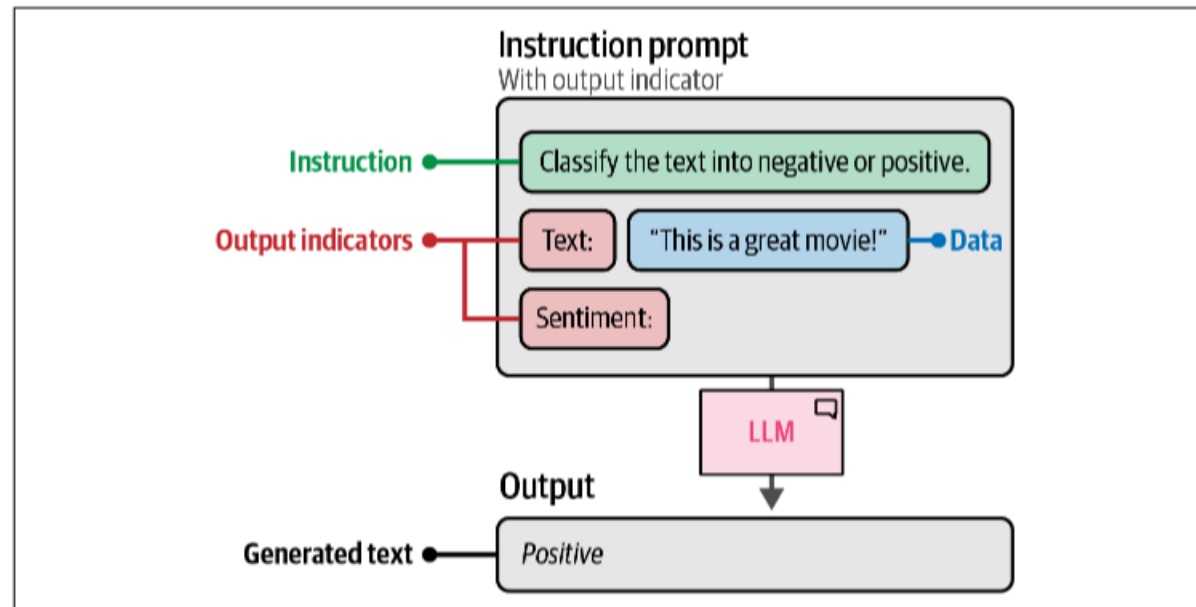 Instruction prompt
With output indicator
Instruction
Classify the text into negative or positive.
Output indicators
Text:
“This is a great movie!”
Data
Sentiment:
LLM
Output
Generated text
Positive